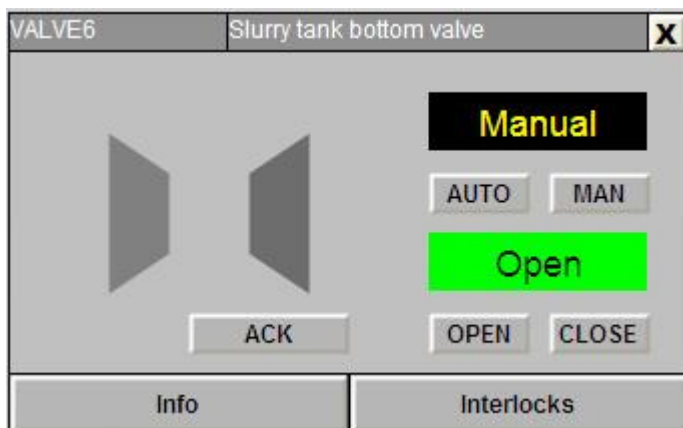 VALVE6 Slurry tank bottom valve X
Manual
AUTO MAN
Open
ACK OPEN CLOSE
Info Interlocks